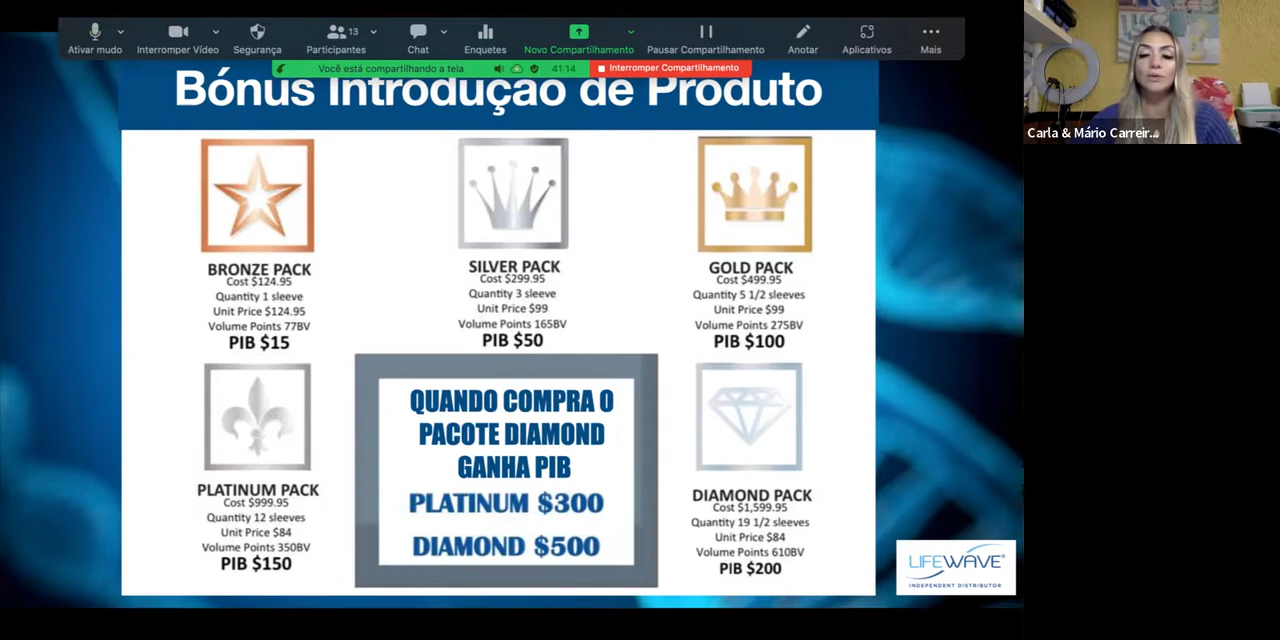 Ativar mudo
Interromper Vídeo
Segurança
13
Participantes
Chat
Enquetes
Novo Compartilhamento
Pausar Compartilhamento
Anotar
Aplicativos
Mais
Você está compartilhando a tela
41:14
Interromper Compartilhamento
Bónus Introdução de Produto
Carla & Mário Carreir...
BRONZE PACK
Cost $124.95
Quantity 1 sleeve
Unit Price $124.95
Volume Points 77BV
PIB $15
SILVER PACK
Cost $299.95
Quantity 3 sleeve
Unit Price $99
Volume Points 165BV
PIB $50
GOLD PACK
Cost $499.95
Quantity 5 1/2 sleeves
Unit Price $99
Volume Points 275BV
PIB $100
PLATINUM PACK
Cost $999.95
Quantity 12 sleeves
Unit Price $84
Volume Points 350BV
PIB $150
QUANDO COMPRA O
PACOTE DIAMOND
GANHA PIB
PLATINUM $300
DIAMOND $500
DIAMOND PACK
Cost $1,599.95
Quantity 19 1/2 sleeves
Unit Price $84
Volume Points 610BV
PIB $200
LIFEWAVE®
INDEPENDENT DISTRIBUTOR